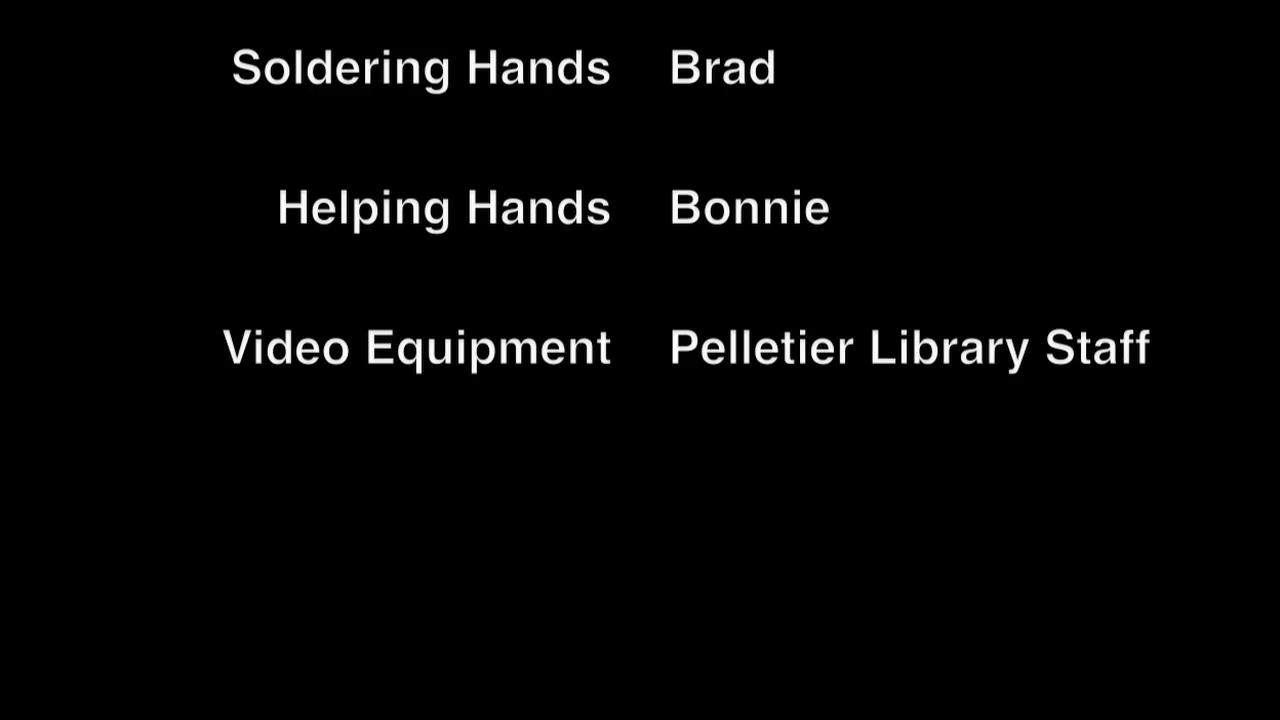 Soldering Hands Brad
Helping Hands Bonnie
Video Equipment Pelletier Library Staff